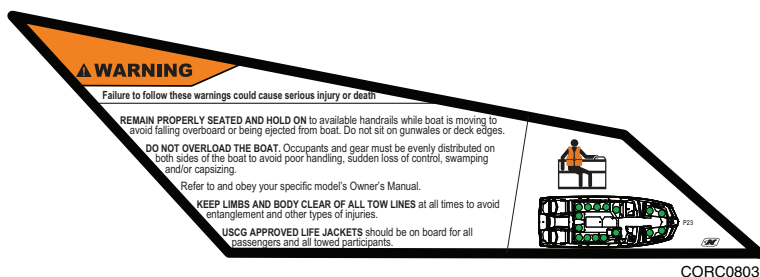 WARNING
Failure to follow these warnings could cause serious injury or death
REMAIN PROPERLY SEATED AND HOLD ON to available handrails while boat is moving to
avoid falling overboard or being ejected from boat. Do not sit on gunwales or deck edges.
DO NOT OVERLOAD THE BOAT. Occupants and gear must be evenly distributed on
both sides of the boat to avoid poor handling, sudden loss of control, swamping
and/or capsizing.
Refer to and obey your specific model's Owner's Manual.
KEEP LIMBS AND BODY CLEAR OF ALL TOW LINES at all times to avoid
entanglement and other types of injuries.
USCG APPROVED LIFE JACKETS should be on board for all
passengers and all towed participants.
P23
CORC0803